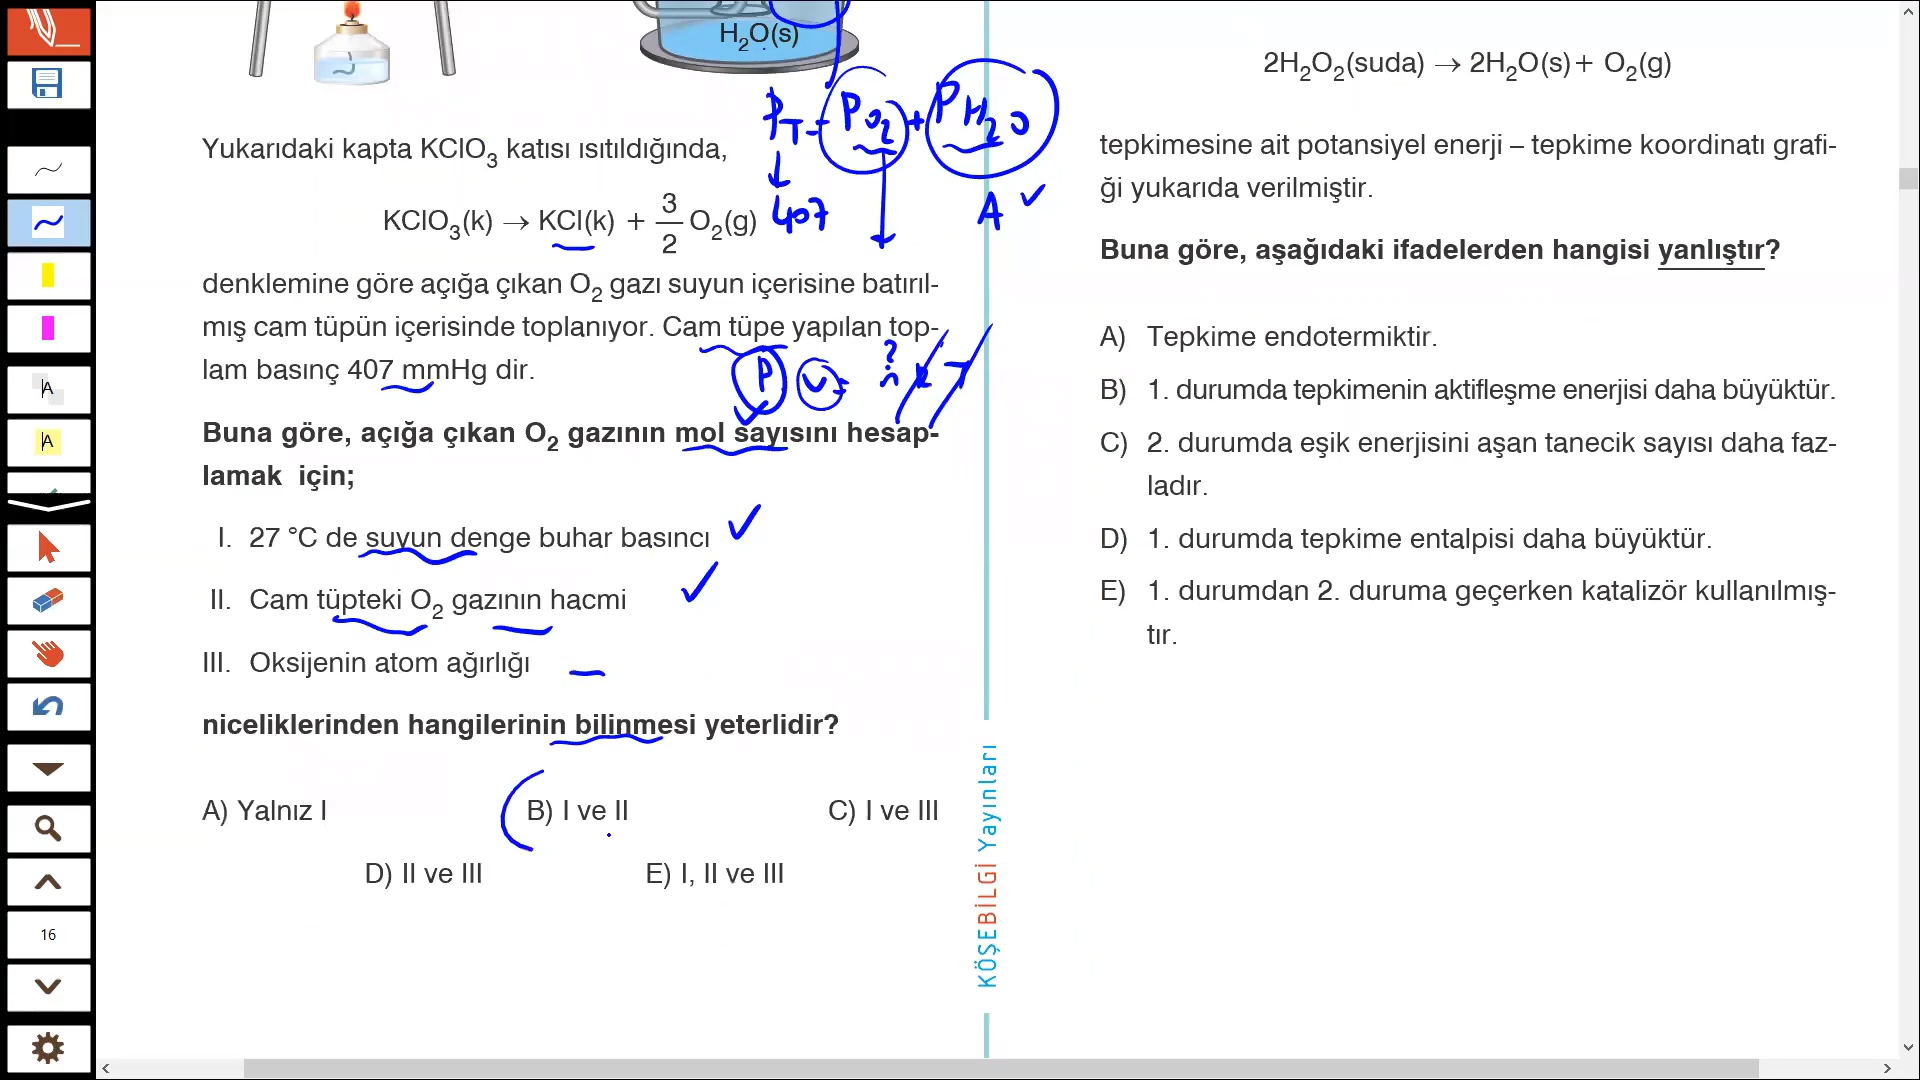 H2O(s)
PT = PO2 + PH2O
407
A
Yukarıdaki kapta KClO3 katısı ısıtıldığında,
KClO3(k) → KCl(k) + 3/2 O2(g)
denklemine göre açığa çıkan O2 gazı suyun içerisine batırıl-
mış cam tüpün içerisinde toplanıyor. Cam tüpe yapılan top-
lam basınç 407 mmHg dir.
P V = n R T
?
Buna göre, açığa çıkan O2 gazının mol sayısını hesap-
lamak için;
I. 27 °C de suyun denge buhar basıncı
II. Cam tüpteki O2 gazının hacmi
III. Oksijenin atom ağırlığı
niceliklerinden hangilerinin bilinmesi yeterlidir?
A) Yalnız I
B) I ve II
C) I ve III
D) II ve III
E) I, II ve III
KÖŞEBİLGİ Yayınları
2H2O2(suda) → 2H2O(s) + O2(g)
tepkimesine ait potansiyel enerji – tepkime koordinatı grafi-
ği yukarıda verilmiştir.
Buna göre, aşağıdaki ifadelerden hangisi yanlıştır?
A) Tepkime endotermiktir.
B) 1. durumda tepkimenin aktifleşme enerjisi daha büyüktür.
C) 2. durumda eşik enerjisini aşan tanecik sayısı daha faz-
ladır.
D) 1. durumda tepkime entalpisi daha büyüktür.
E) 1. durumdan 2. duruma geçerken katalizör kullanılmış-
tır.
A
A
16